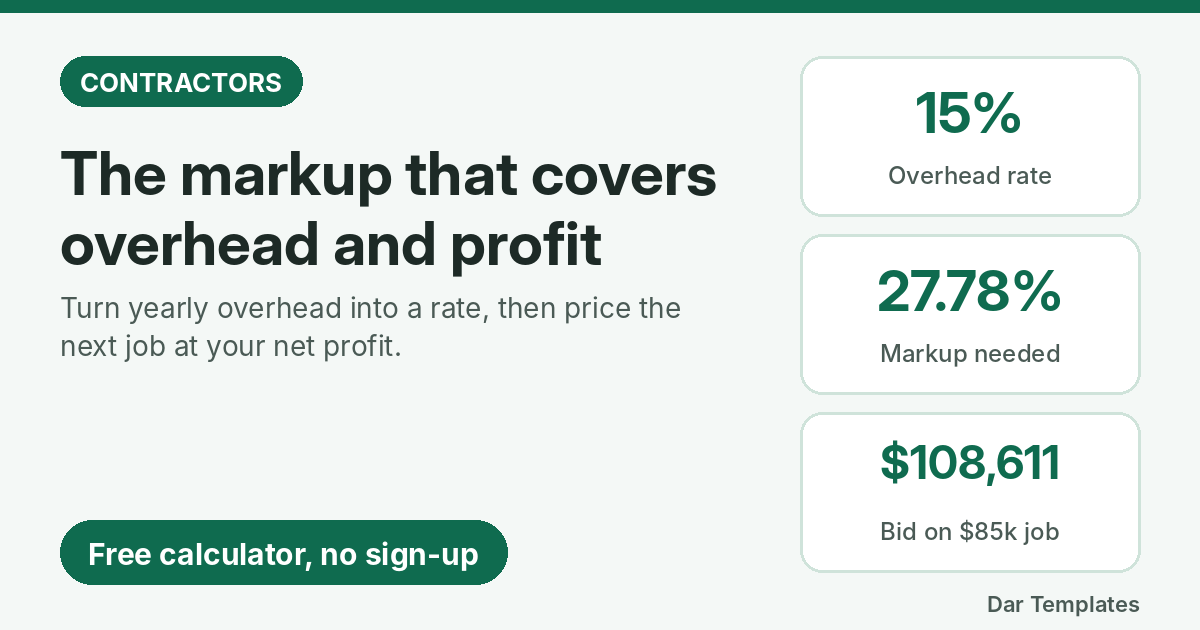 CONTRACTORS
The markup that covers
overhead and profit
Turn yearly overhead into a rate, then price the
next job at your net profit.
Free calculator, no sign-up
15%
Overhead rate
27.78%
Markup needed
$108,611
Bid on $85k job
Dar Templates